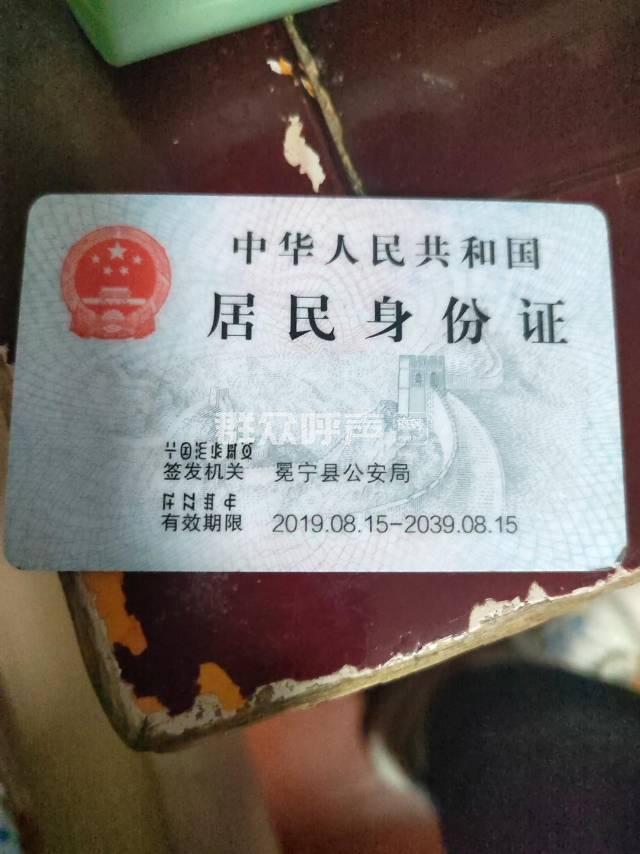 中华人民共和国
居民身份证
群众呼声
签发机关 冕宁县公安局
有效期限 2019.08.15-2039.08.15